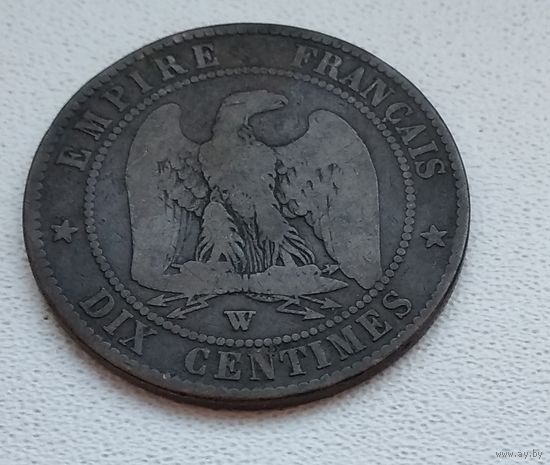 EMPIRE FRANÇAIS
W
DIX CENTIMES
www.ay.by